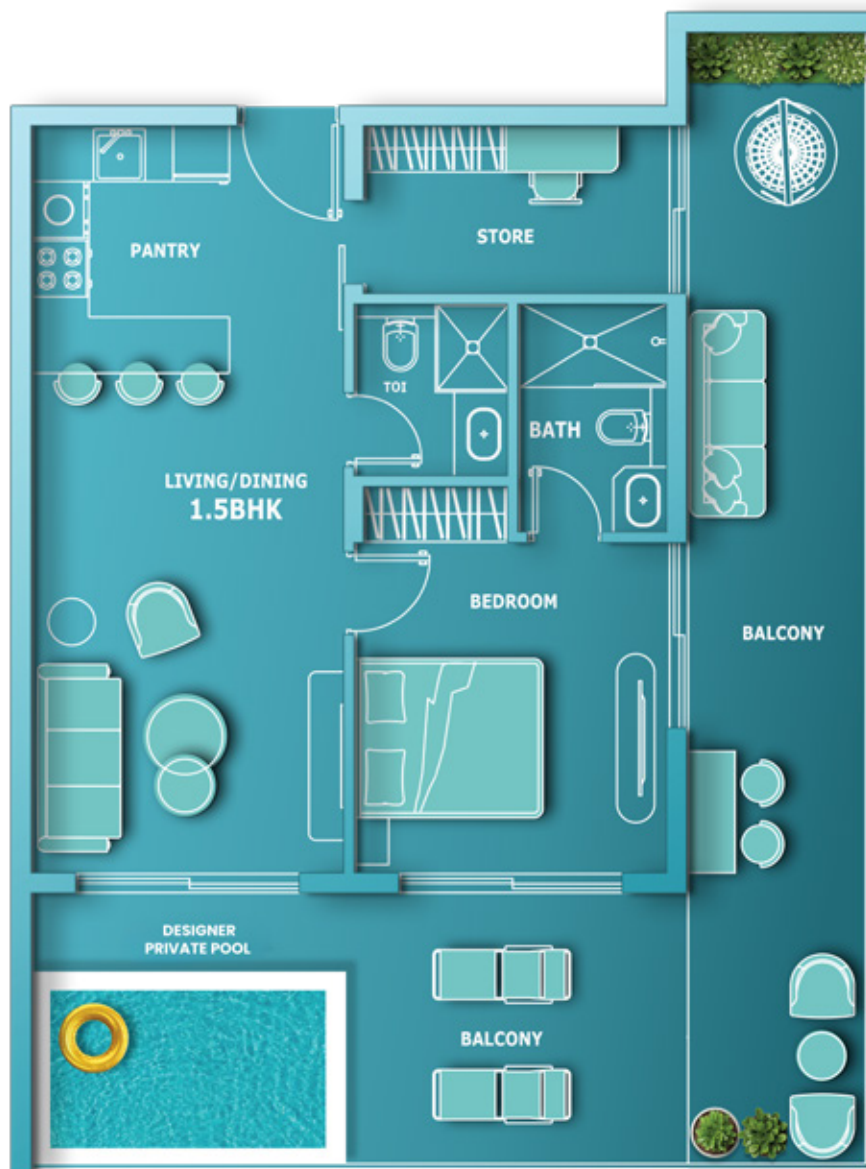 PANTRY
STORE
TOI
BATH
LIVING/DINING
1.5BHK
BEDROOM
BALCONY
DESIGNER
PRIVATE POOL
BALCONY